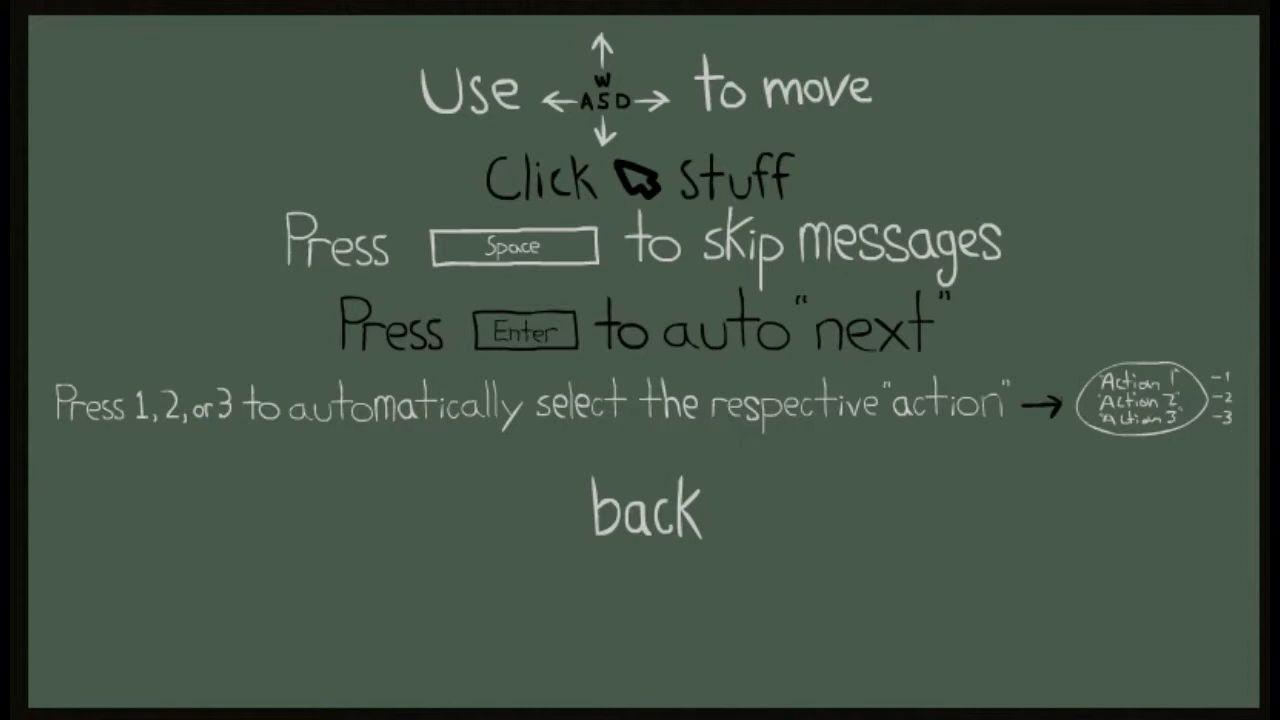 Use W A S D to move
Click stuff
Press Space to skip messages
Press Enter to auto "next"
Press 1, 2, or 3 to automatically select the respective "action" → "Action 1" -1
"Action 2" -2
"Action 3" -3
back